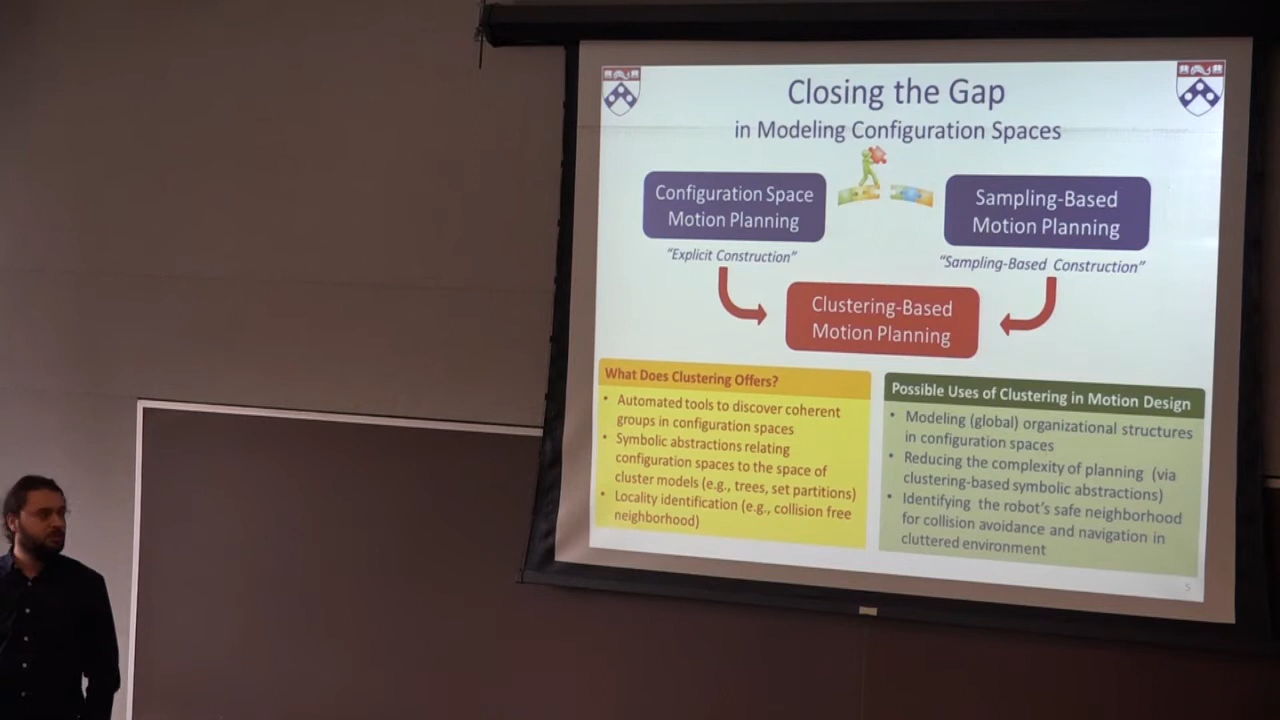 Closing the Gap
in Modeling Configuration Spaces
Configuration Space
Motion Planning
Sampling-Based
Motion Planning
"Explicit Construction"
"Sampling-Based Construction"
Clustering-Based
Motion Planning
What Does Clustering Offers?
• Automated tools to discover coherent
groups in configuration spaces
• Symbolic abstractions relating
configuration spaces to the space of
cluster models (e.g., trees, set partitions)
• Locality identification (e.g., collision free
neighborhood)
Possible Uses of Clustering in Motion Design
• Modeling (global) organizational structures
in configuration spaces
• Reducing the complexity of planning (via
clustering-based symbolic abstractions)
• Identifying the robot's safe neighborhood
for collision avoidance and navigation in
cluttered environment
5